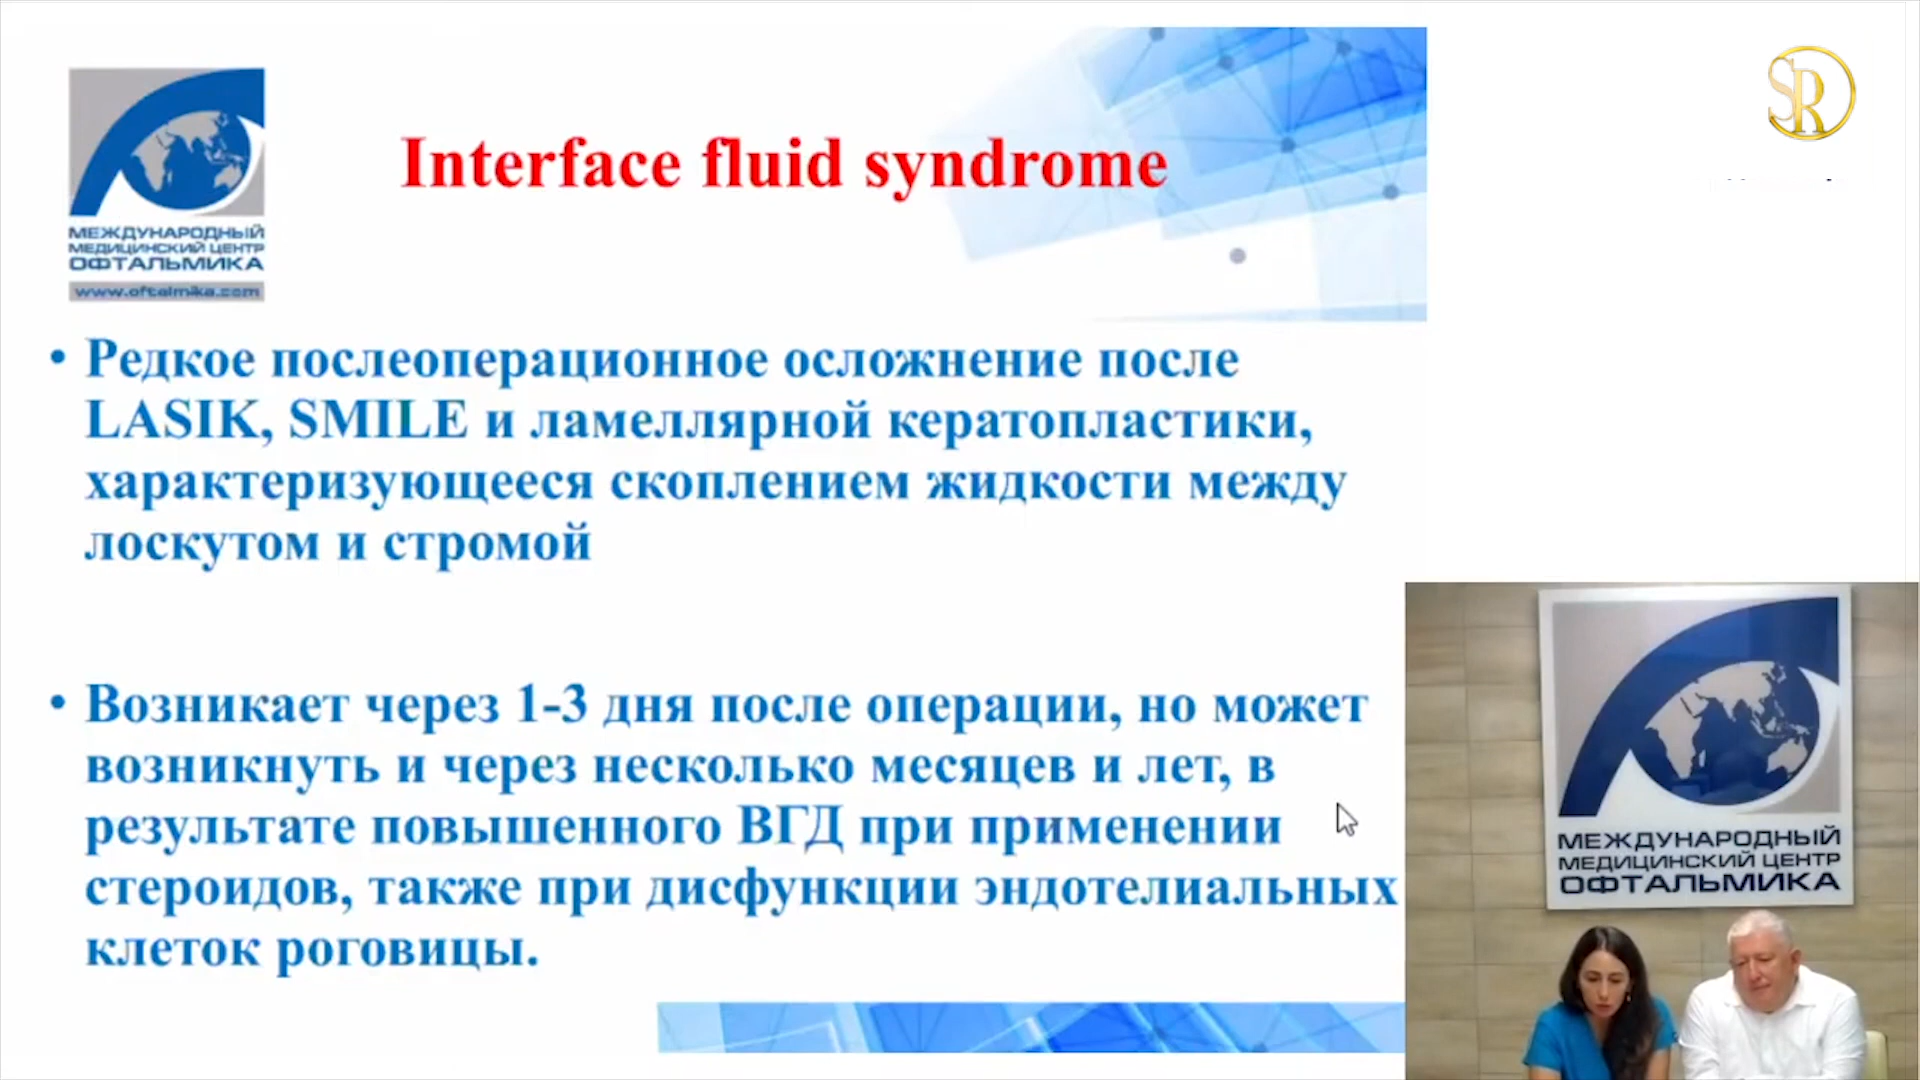 SR
Interface fluid syndrome
МЕЖДУНАРОДНЫЙ
МЕДИЦИНСКИЙ ЦЕНТР
ОФТАЛЬМИКА
www.oftalmika.com
• Редкое послеоперационное осложнение после
LASIK, SMILE и ламеллярной кератопластики,
характеризующееся скоплением жидкости между
лоскутом и стромой
• Возникает через 1-3 дня после операции, но может
возникнуть и через несколько месяцев и лет, в
результате повышенного ВГД при применении
стероидов, также при дисфункции эндотелиальных
клеток роговицы.
МЕЖДУНАРОДНЫЙ
МЕДИЦИНСКИЙ ЦЕНТР
ОФТАЛЬМИКА